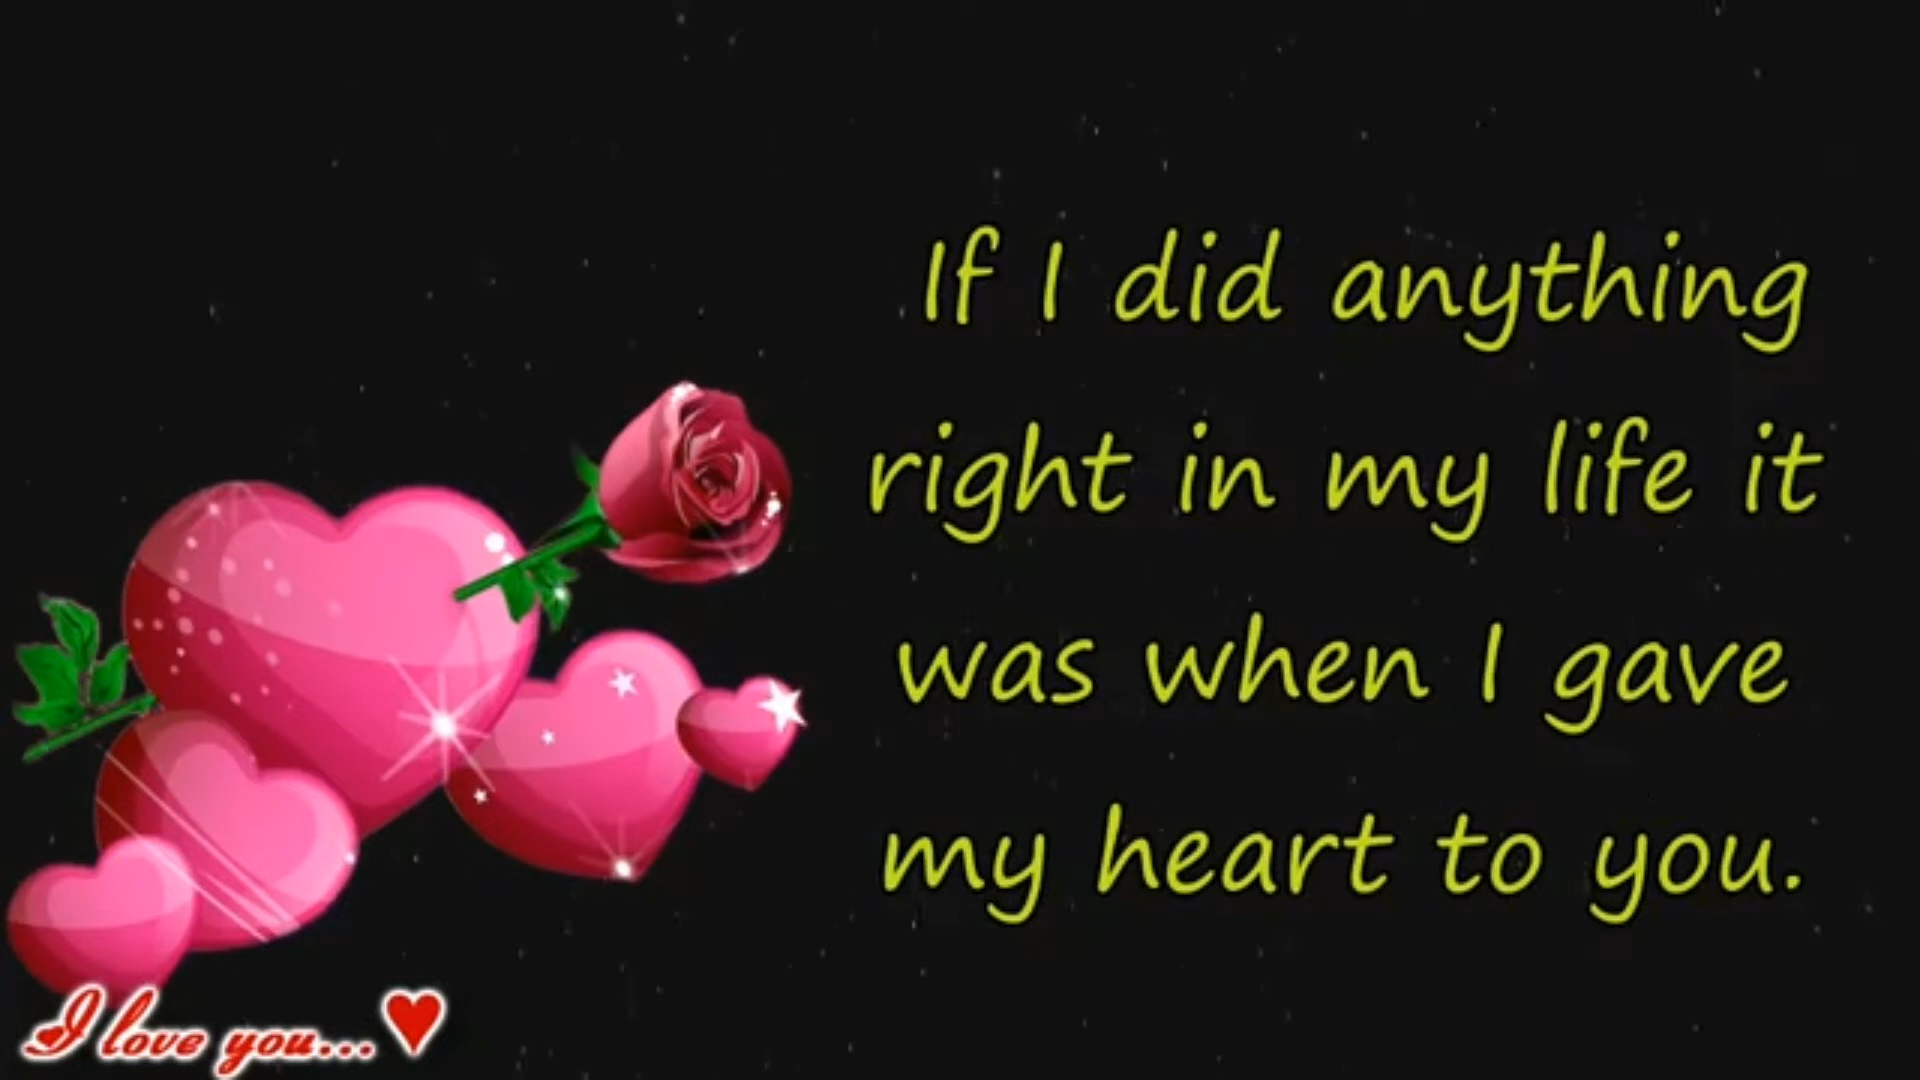 If I did anything
right in my life it
was when I gave
my heart to you.
I love you...